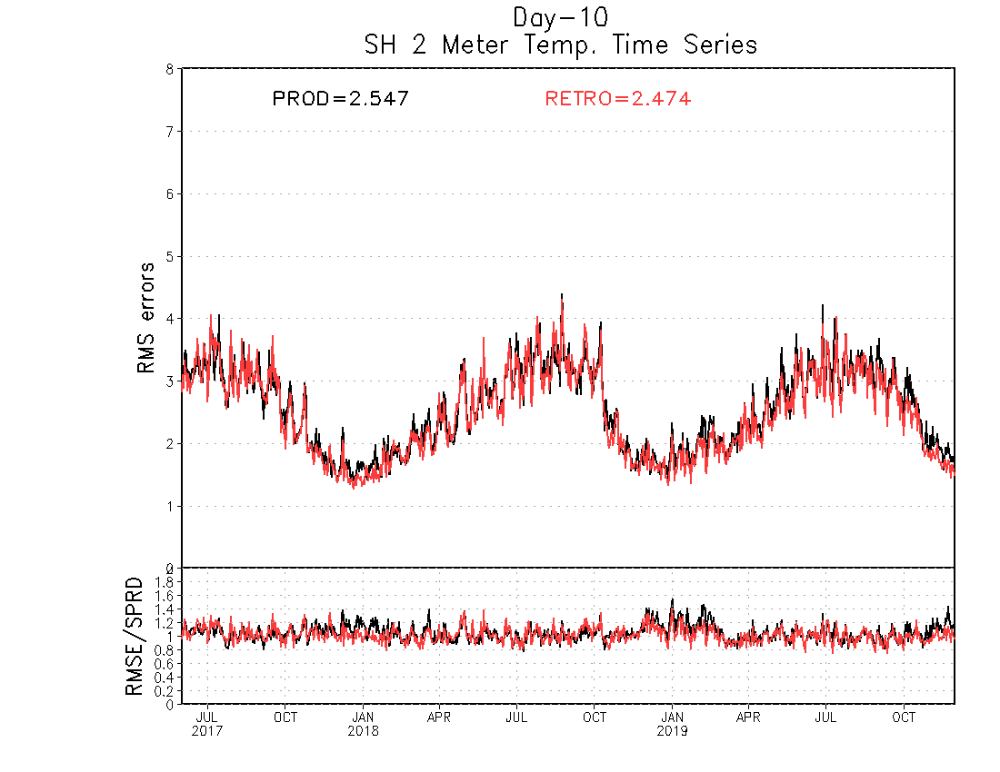 Day-10
SH 2 Meter Temp. Time Series
PROD=2.547 RETRO=2.474
8
7
6
5
4
3
2
1
0
RMS errors
2
1.8
1.6
1.4
1.2
1
0.8
0.6
0.4
0.2
0
RMSE/SPRD
JUL OCT JAN APR JUL OCT JAN APR JUL OCT
2017 2018 2019